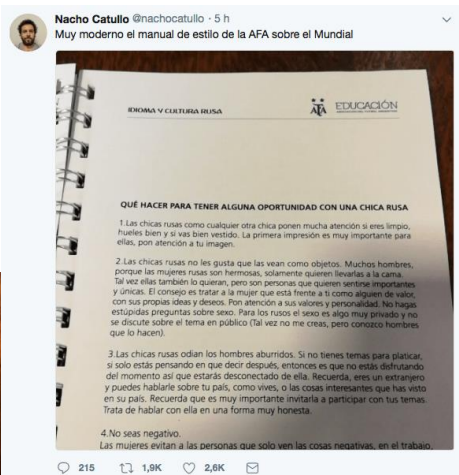 Nacho Catullo @nachocatullo · 5 h
Muy moderno el manual de estilo de la AFA sobre el Mundial
IDIOMA Y CULTURA RUSA
AFA EDUCACIÓN
QUÉ HACER PARA TENER ALGUNA OPORTUNIDAD CON UNA CHICA RUSA
1.Las chicas rusas como cualquier otra chica ponen mucha atención si eres limpio,
hueles bien y si vas bien vestido. La primera impresión es muy importante para
ellas, pon atención a tu imagen.
2.Las chicas rusas no les gusta que las vean como objetos. Muchos hombres,
porque las mujeres rusas son hermosas, solamente quieren llevarlas a la cama.
Tal vez ellas también lo quieran, pero son personas que quieren sentirse importantes
y únicas. El consejo es tratar a la mujer que está frente a ti como alguien de valor,
con sus propias ideas y deseos. Pon atención a sus valores y personalidad. No hagas
estúpidas preguntas sobre sexo. Para los rusos el sexo es algo muy privado y no
se discute sobre el tema en público (Tal vez no me creas, pero conozco hombres
que lo hacen).
3.Las chicas rusas odian los hombres aburridos. Si no tienes temas para platicar,
si solo estás pensando en que decir después, entonces es que no estás disfrutando
del momento así que estarás desconectado de ella. Recuerda, eres un extranjero
y puedes hablarle sobre tu país, como vives, o las cosas interesantes que has visto
en su país. Recuerda que es muy importante invitarla a participar con tus temas.
Trata de hablar con ella en una forma muy honesta.
4.No seas negativo.
Las mujeres evitan a las personas que solo ven las cosas negativas, en el trabajo,
215 1,9K 2,6K